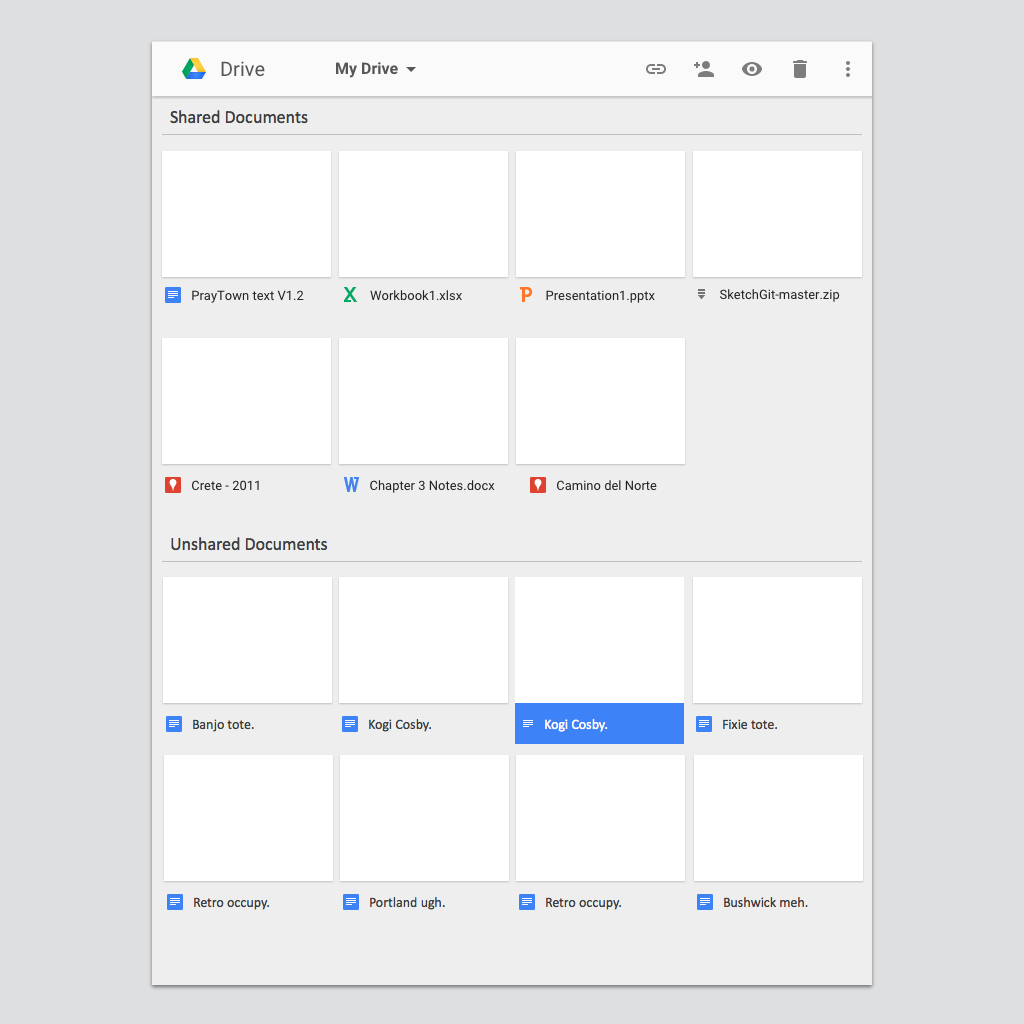 Drive
My Drive
Shared Documents
PrayTown text V1.2
Workbook1.xlsx
Presentation1.pptx
SketchGit-master.zip
Crete - 2011
Chapter 3 Notes.docx
Camino del Norte
Unshared Documents
Banjo tote.
Kogi Cosby.
Kogi Cosby.
Fixie tote.
Retro occupy.
Portland ugh.
Retro occupy.
Bushwick meh.